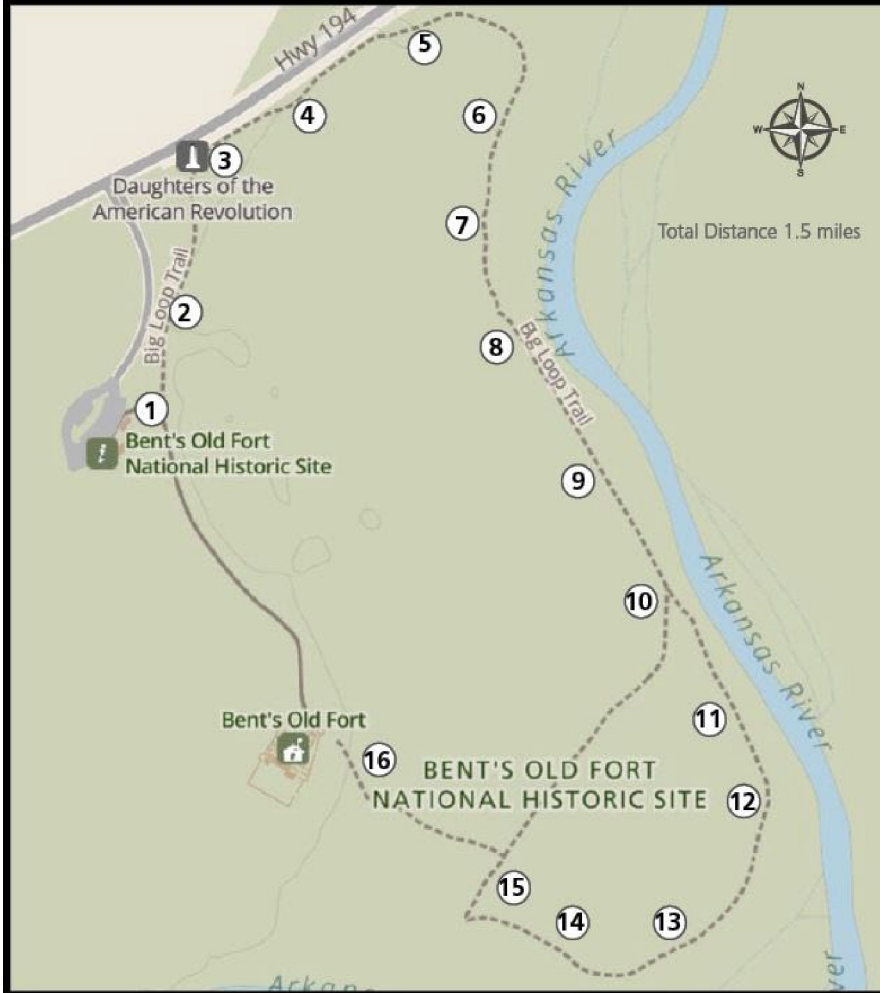 Hwy 194
5
4
6
N
W
E
S
3
Daughters of the
American Revolution
Arkansas River
Total Distance 1.5 miles
7
Big Loop Trail
2
8
Big Loop Trail
1
Bent's Old Fort
National Historic Site
9
10
Arkansas River
11
Bent's Old Fort
16
BENT'S OLD FORT
NATIONAL HISTORIC SITE
12
15
14
13